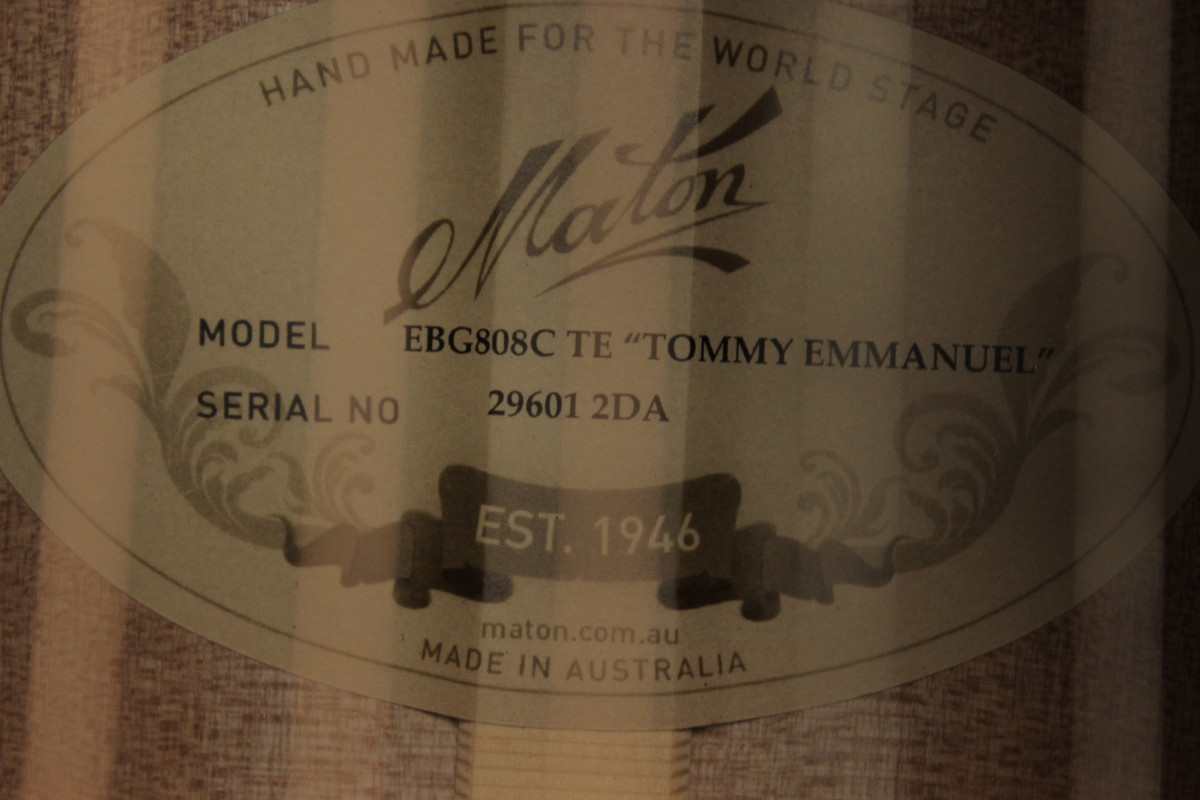 HAND MADE FOR THE WORLD STAGE
Maton
MODEL EBG808C TE “TOMMY EMMANUEL”
SERIAL NO 29601 2DA
EST. 1946
maton.com.au
MADE IN AUSTRALIA